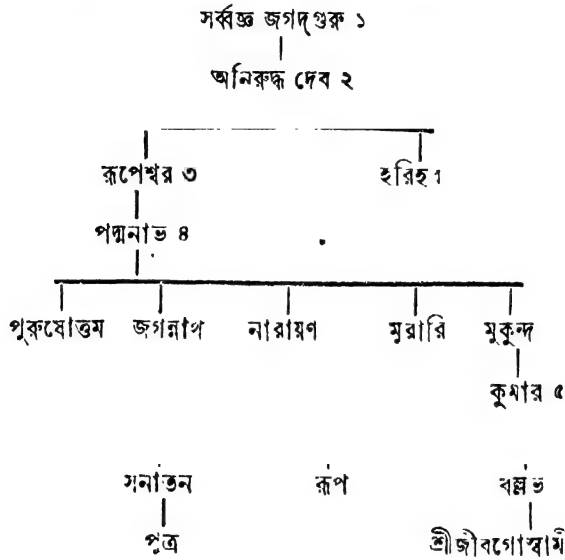 সর্ব্বজ্ঞ জগদ্গুরু ১
অনিরুদ্ধ দেব ২
রূপেশ্বর ৩ হরিহর
পদ্মনাভ ৪
পুরুষোত্তম জগন্নাথ নারায়ণ মুরারি মুকুন্দ
কুমার ৫
সনাতন রূপ বল্লভ
পুত্র শ্রীজীবগোস্বামী